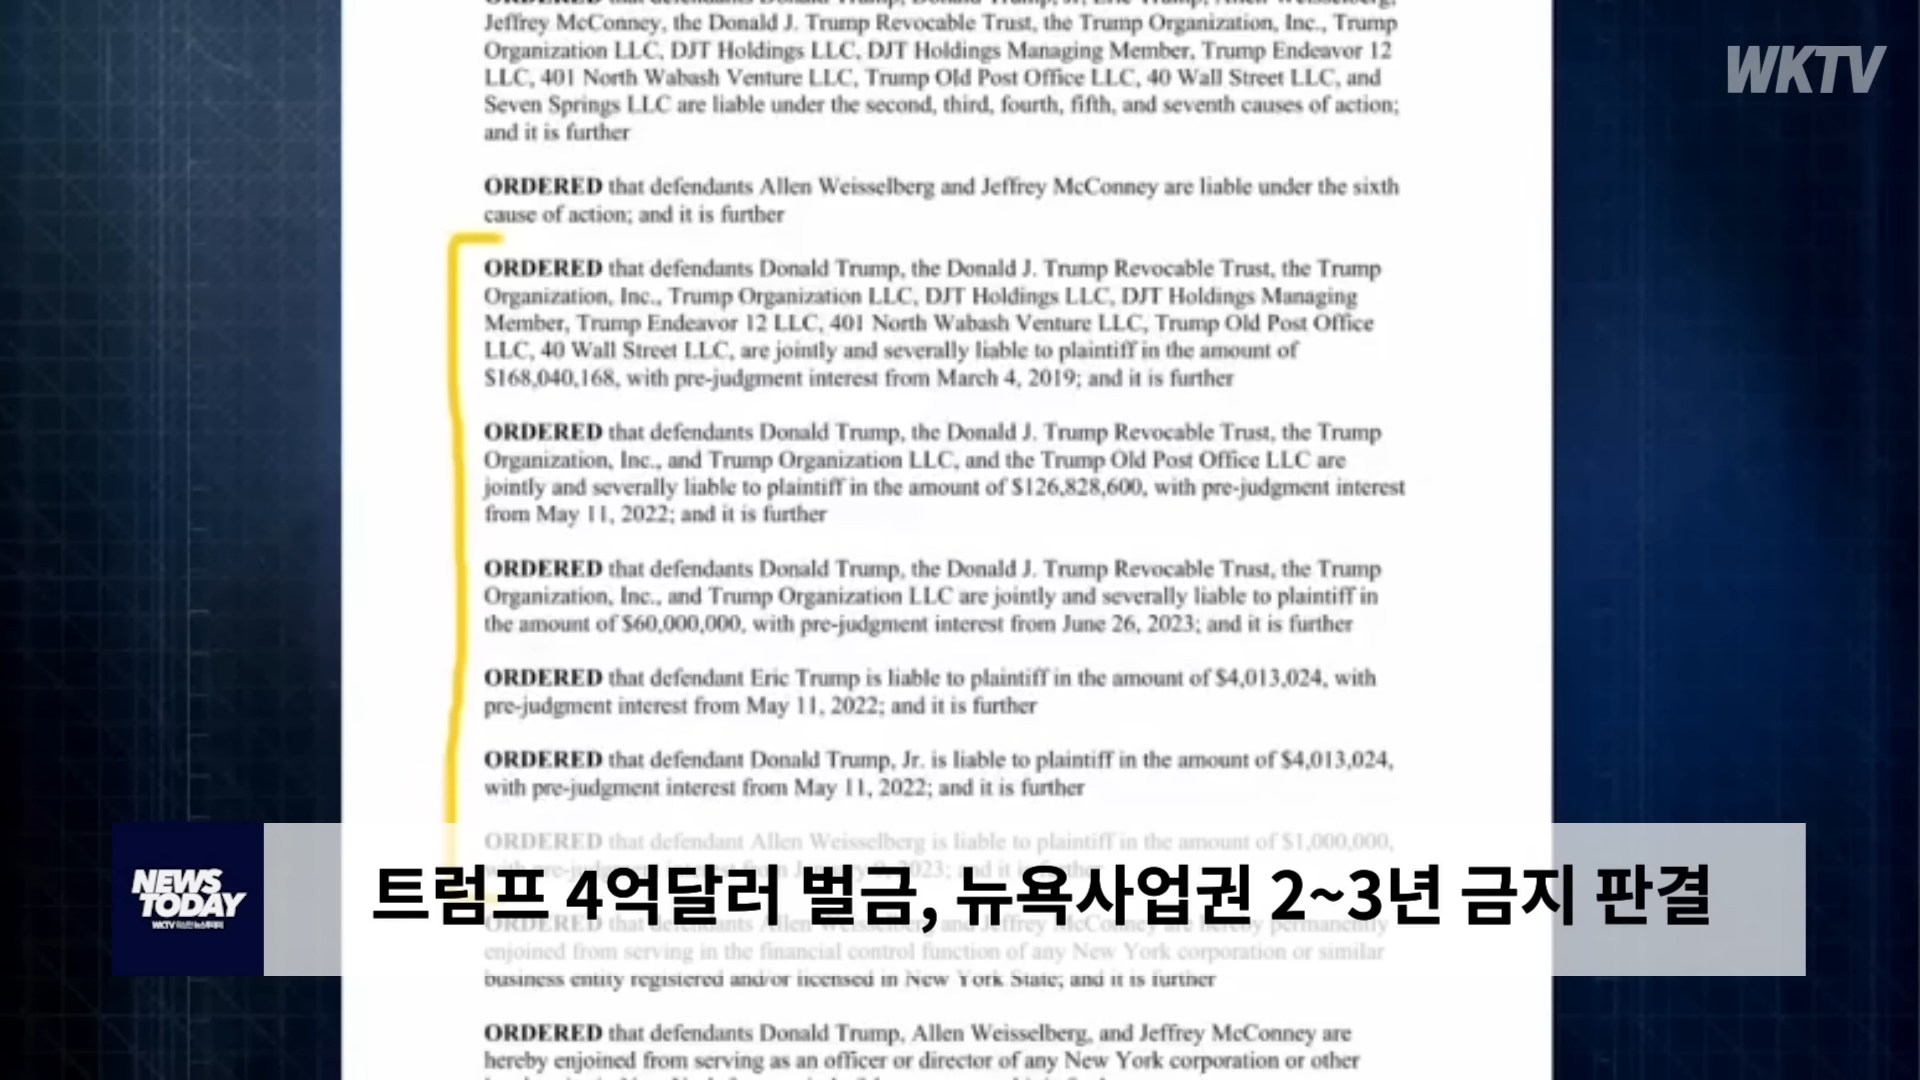 Jeffrey McConney, the Donald J. Trump Revocable Trust, the Trump Organization, Inc., Trump
Organization LLC, DJT Holdings LLC, DJT Holdings Managing Member, Trump Endeavor 12
LLC, 401 North Wabash Venture LLC, Trump Old Post Office LLC, 40 Wall Street LLC, and
Seven Springs LLC are liable under the second, third, fourth, fifth, and seventh causes of action;
and it is further
WKTV
ORDERED that defendants Allen Weisselberg and Jeffrey McConney are liable under the sixth
cause of action; and it is further
ORDERED that defendants Donald Trump, the Donald J. Trump Revocable Trust, the Trump
Organization, Inc., Trump Organization LLC, DJT Holdings LLC, DJT Holdings Managing
Member, Trump Endeavor 12 LLC, 401 North Wabash Venture LLC, Trump Old Post Office
LLC, 40 Wall Street LLC, are jointly and severally liable to plaintiff in the amount of
$168,040,168, with pre-judgment interest from March 4, 2019; and it is further
ORDERED that defendants Donald Trump, the Donald J. Trump Revocable Trust, the Trump
Organization, Inc., and Trump Organization LLC, and the Trump Old Post Office LLC are
jointly and severally liable to plaintiff in the amount of $126,828,600, with pre-judgment interest
from May 11, 2022; and it is further
ORDERED that defendants Donald Trump, the Donald J. Trump Revocable Trust, the Trump
Organization, Inc., and Trump Organization LLC are jointly and severally liable to plaintiff in
the amount of $60,000,000, with pre-judgment interest from June 26, 2023; and it is further
ORDERED that defendant Eric Trump is liable to plaintiff in the amount of $4,013,024, with
pre-judgment interest from May 11, 2022; and it is further
ORDERED that defendant Donald Trump, Jr. is liable to plaintiff in the amount of $4,013,024,
with pre-judgment interest from May 11, 2022; and it is further
ORDERED that defendant Allen Weisselberg is liable to plaintiff in the amount of $1,000,000,
NEWS
TODAY
트럼프 4억달러 벌금, 뉴욕사업권 2~3년 금지 판결
enjoined from serving in the financial control function of any New York corporation or similar
business entity registered and/or licensed in New York State; and it is further
ORDERED that defendants Donald Trump, Allen Weisselberg, and Jeffrey McConney are
hereby enjoined from serving as an officer or director of any New York corporation or other